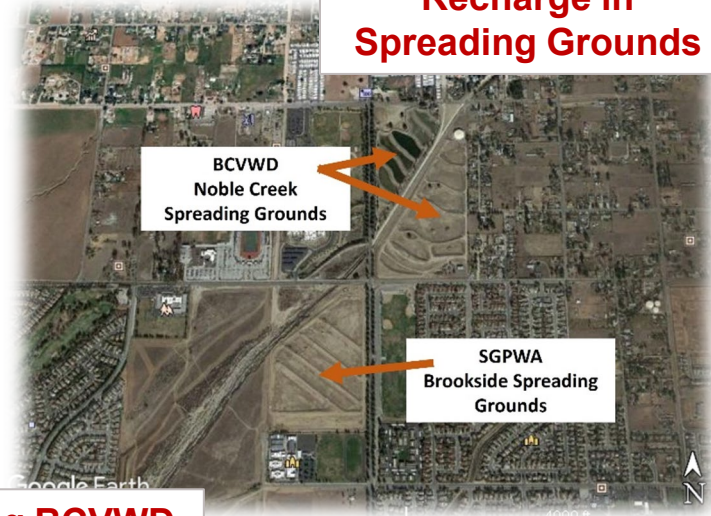 Recharge in
Spreading Grounds
BCVWD
Noble Creek
Spreading Grounds
SGPWA
Brookside Spreading
Grounds
Google Earth
N
BCVWD